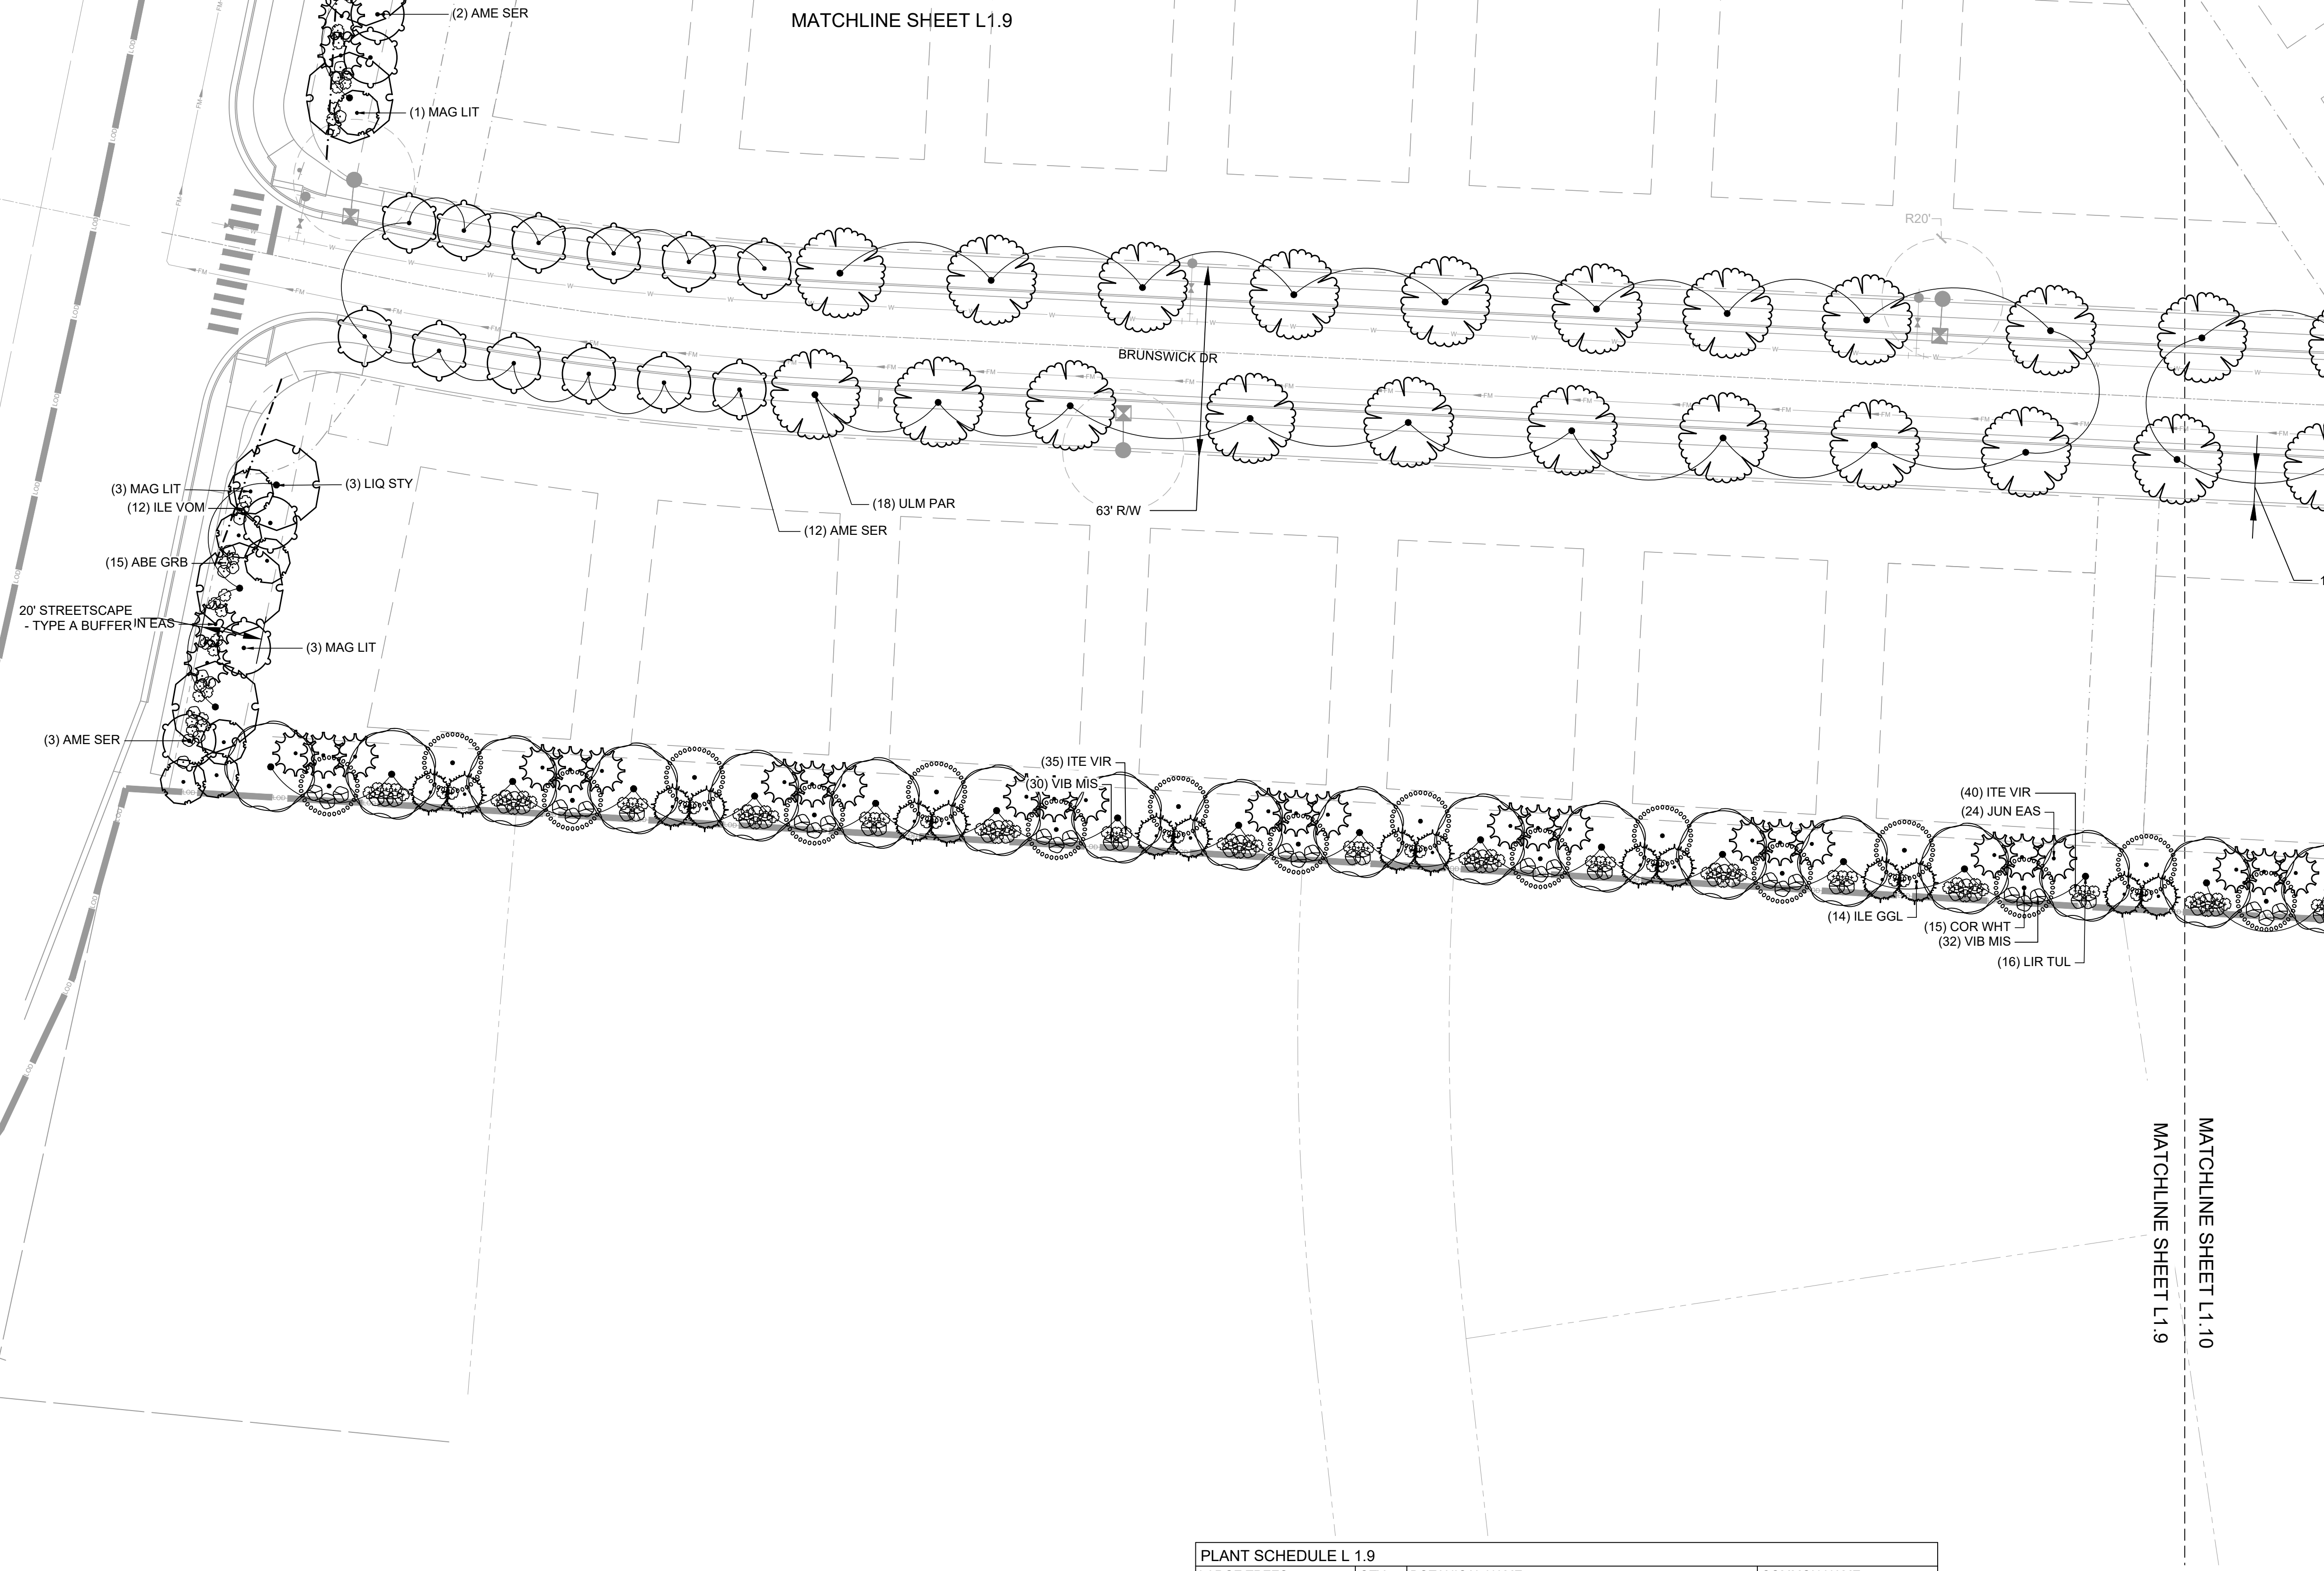 (2) AME SER
MATCHLINE SHEET L1.9
(1) MAG LIT
R20'
BRUNSWICK DR
(3) MAG LIT
(3) LIQ STY
(12) ILE VOM
(18) ULM PAR
63' R/W
(12) AME SER
(15) ABE GRB
20' STREETSCAPE
- TYPE A BUFFER
IN EAS
(3) MAG LIT
(3) AME SER
(35) ITE VIR
(30) VIB MIS
(40) ITE VIR
(24) JUN EAS
(14) ILE GGL
(15) COR WHT
(32) VIB MIS
(16) LIR TUL
MATCHLINE SHEET L1.9
MATCHLINE SHEET L1.10
PLANT SCHEDULE L 1.9